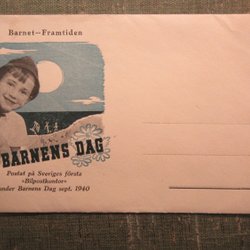 Barnet—Framtiden
BARNENS DAG
Postat på Sveriges första
»Bilpostkontor»
under Barnens Dag sept. 1940